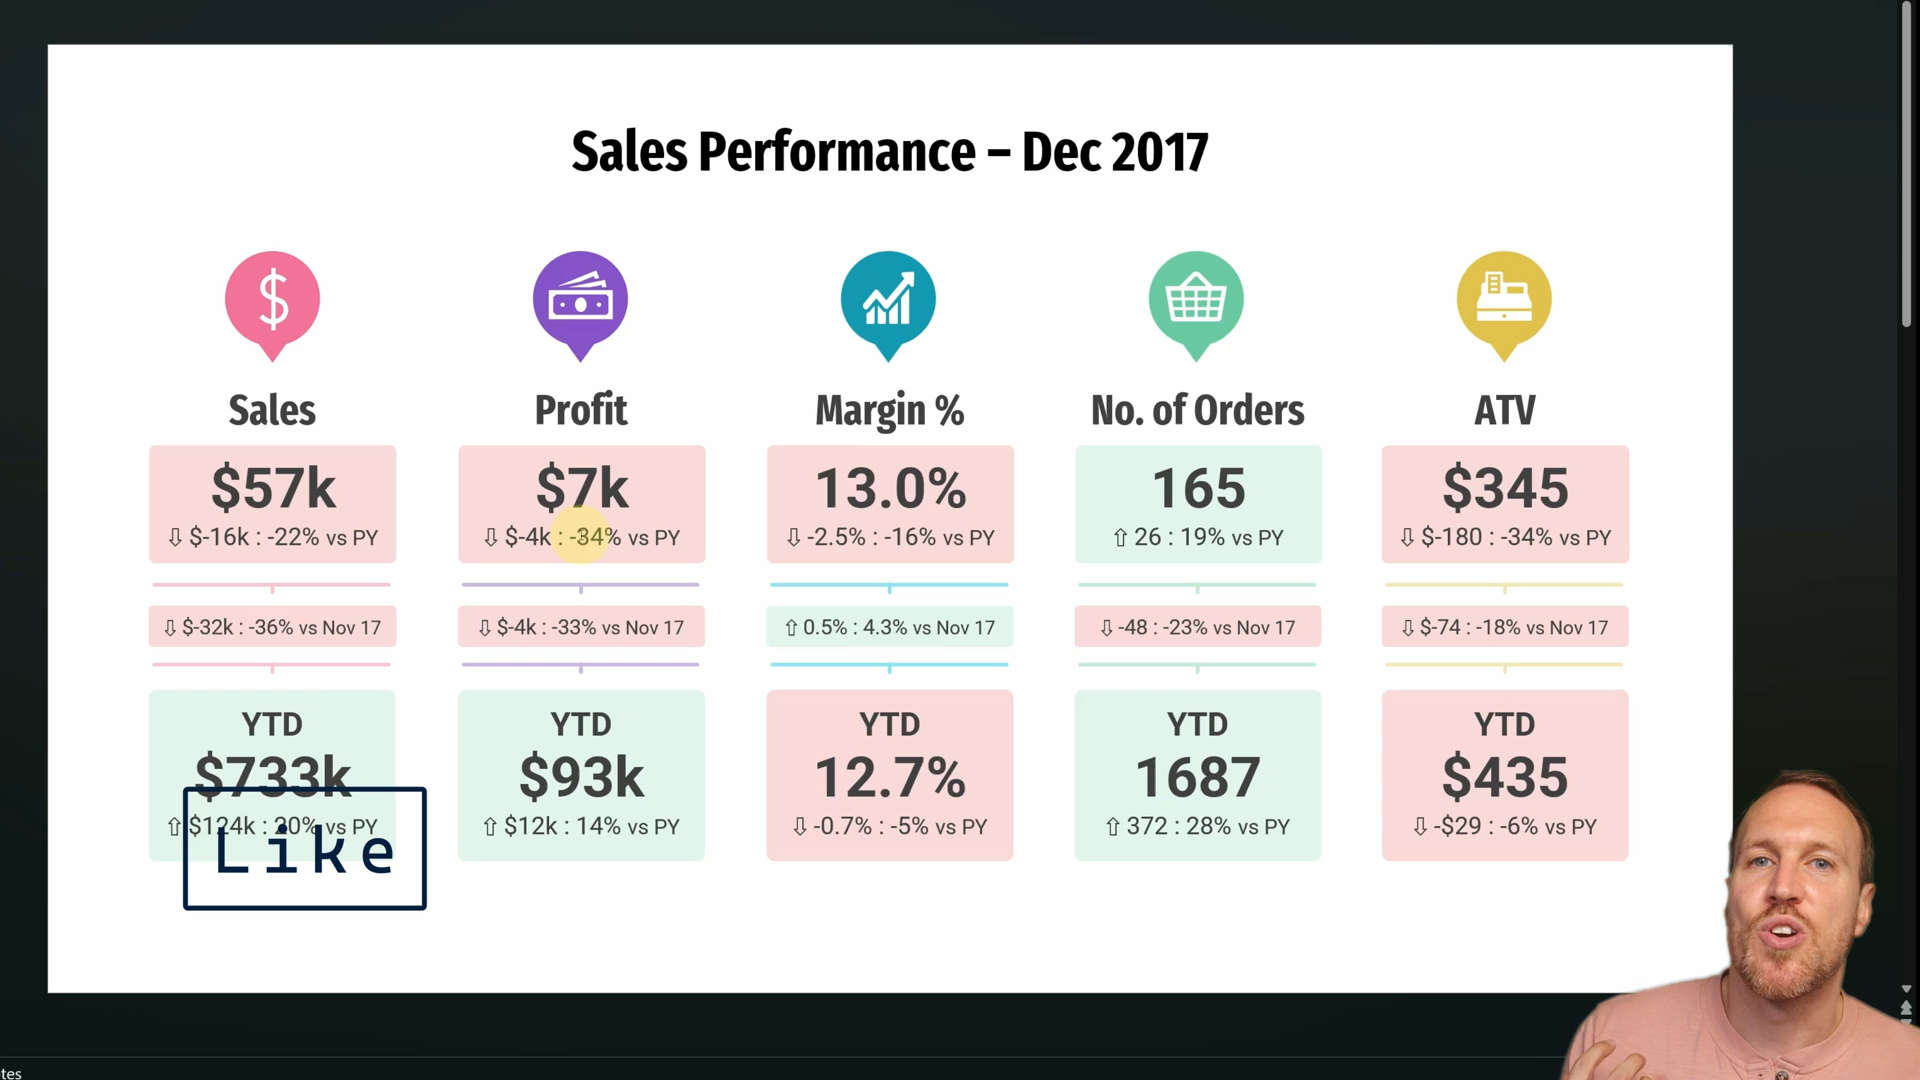 Sales Performance – Dec 2017
Sales
$57k
⇩ $-16k : -22% vs PY
⇩ $-32k : -36% vs Nov 17
YTD
$733k
⇧ $124k : 20% vs PY
Like
Profit
$7k
⇩ $-4k : -34% vs PY
⇩ $-4k : -33% vs Nov 17
YTD
$93k
⇧ $12k : 14% vs PY
Margin %
13.0%
⇩ -2.5% : -16% vs PY
⇧ 0.5% : 4.3% vs Nov 17
YTD
12.7%
⇩ -0.7% : -5% vs PY
No. of Orders
165
⇧ 26 : 19% vs PY
⇩ -48 : -23% vs Nov 17
YTD
1687
⇧ 372 : 28% vs PY
ATV
$345
⇩ $-180 : -34% vs PY
⇩ $-74 : -18% vs Nov 17
YTD
$435
⇩ -$29 : -6% vs PY
tes